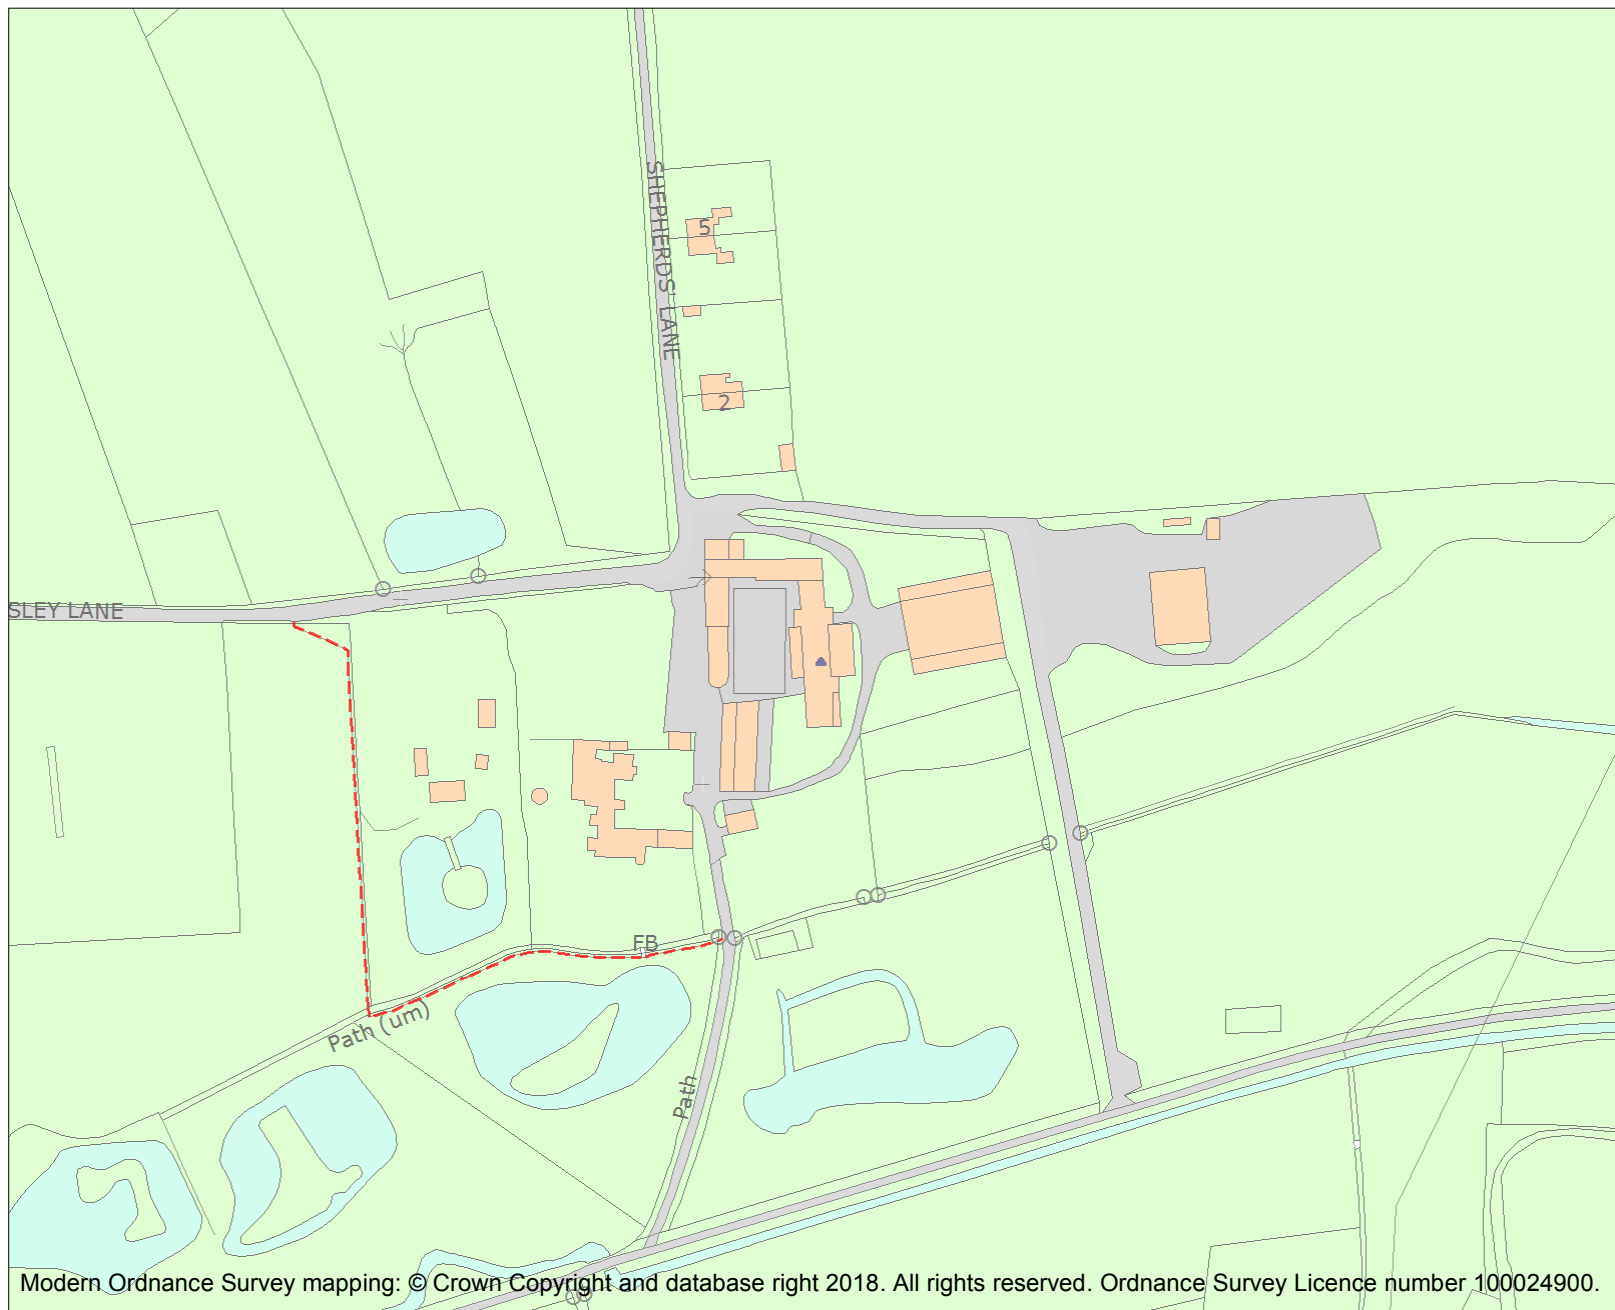 SHEPHERDS' LANE
5
2
SLEY LANE
FB
Path (um)
Path
Modern Ordnance Survey mapping: © Crown Copyright and database right 2018. All rights reserved. Ordnance Survey Licence number 100024900.